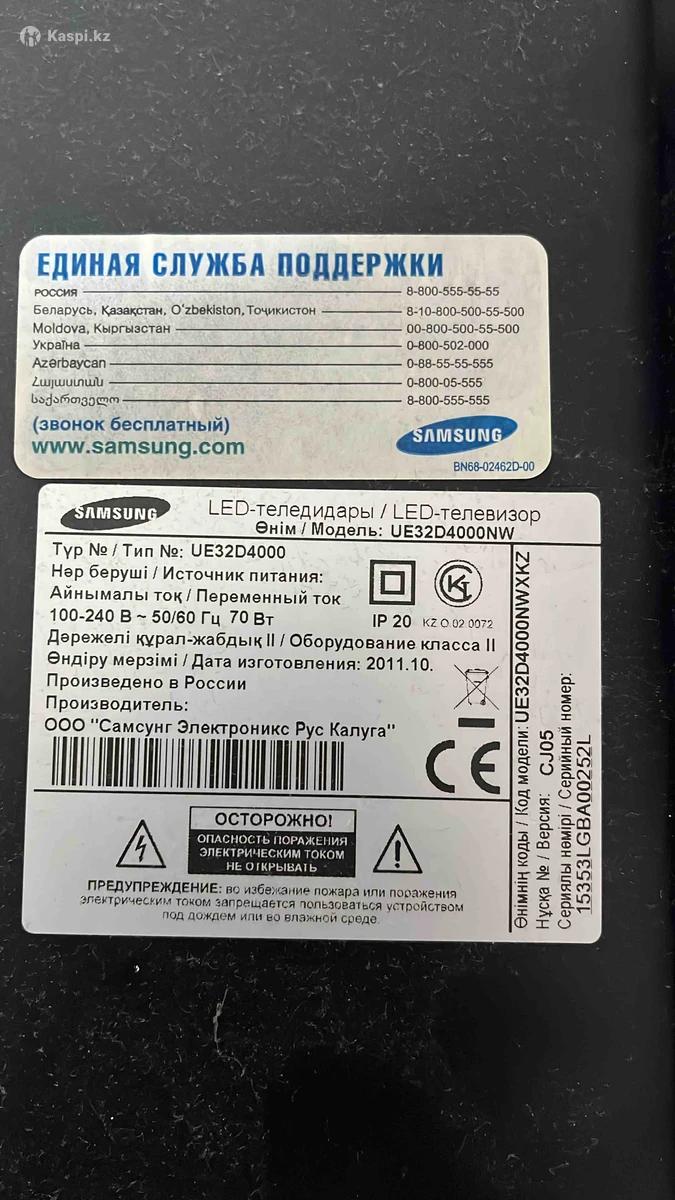 Kaspi.kz
ЕДИНАЯ СЛУЖБА ПОДДЕРЖКИ
РОССИЯ 8-800-555-55-55
Беларусь, Қазақстан, O'zbekiston, Тоҷикистон 8-10-800-500-55-500
Moldova, Кыргызстан 00-800-500-55-500
Україна 0-800-502-000
Azərbaycan 0-88-55-55-555
Հայաստան 0-800-05-555
საქართველო 8-800-555-555
(звонок бесплатный)
www.samsung.com
SAMSUNG
BN68-02462D-00
SAMSUNG
LED-теледидары / LED-телевизор
Өнім / Модель: UE32D4000NW
Түр № / Тип №: UE32D4000
Нәр беруші / Источник питания:
Айнымалы тоқ / Переменный ток
100-240 В ~ 50/60 Гц 70 Вт
IP 20 KZ.O.02.0072
Дәрежелі құрал-жабдық II / Оборудование класса II
Өндіру мерзімі / Дата изготовления: 2011.10.
Произведено в России
Производитель:
ООО "Самсунг Электроникс Рус Калуга"
CE
ОСТОРОЖНО!
ОПАСНОСТЬ ПОРАЖЕНИЯ
ЭЛЕКТРИЧЕСКИМ ТОКОМ
НЕ ОТКРЫВАТЬ
ПРЕДУПРЕЖДЕНИЕ: во избежание пожара или поражения
электрическим током запрещается пользоваться устройством
под дождем или во влажной среде.
Өнімнің коды / Код модели: UE32D4000NWXKZ
Нұсқа № / Версия: CJ05
Сериялы нөмірі / Серийный номер:
15353LGBA00252L